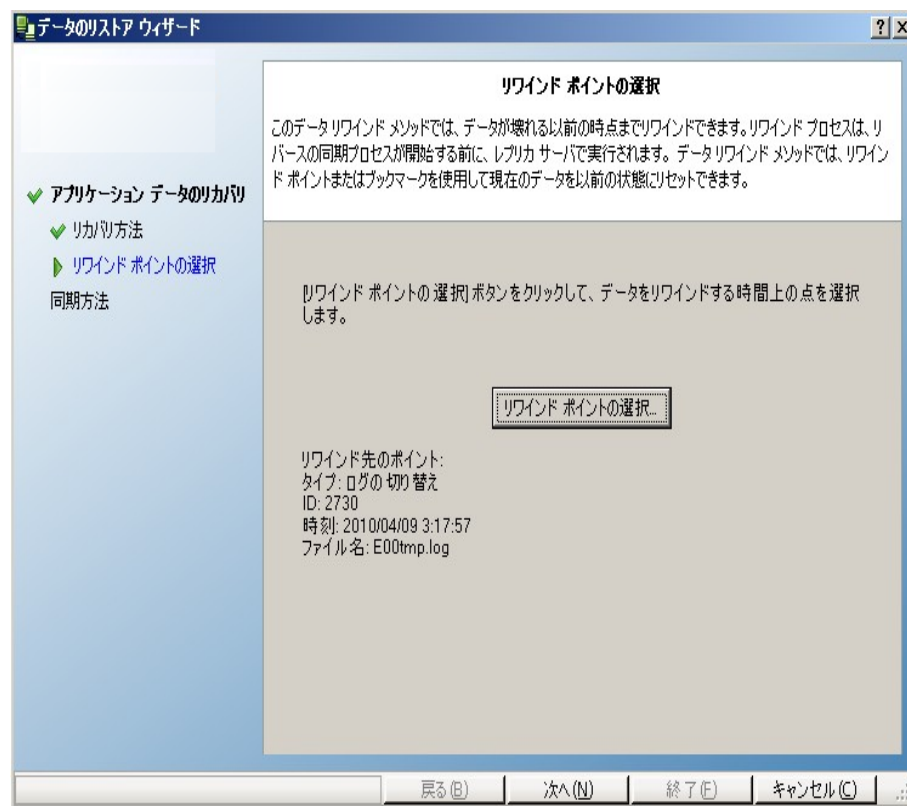 データのリストア ウィザード
? X
リワインド ポイントの選択
このデータ リワインド メソッドでは、データが壊れる以前の時点までリワインドできます。リワインド プロセスは、リ
バースの同期プロセスが開始する前に、レプリカ サーバで実行されます。データ リワインド メソッドでは、リワイン
ド ポイントまたはブックマークを使用して現在のデータを以前の状態にリセットできます。
アプリケーション データのリカバリ
リカバリ方法
リワインド ポイントの選択
同期方法
[リワインド ポイントの 選択] ボタンをクリックして、データをリワインドする時間上の点を選択
します。
リワインド ポイントの選択...
リワインド先のポイント:
タイプ: ログの 切り替え
ID: 2730
時刻: 2010/04/09 3:17:57
ファイル名: E00tmp.log
戻る(B) 次へ(N) 終了(F) キャンセル(C)